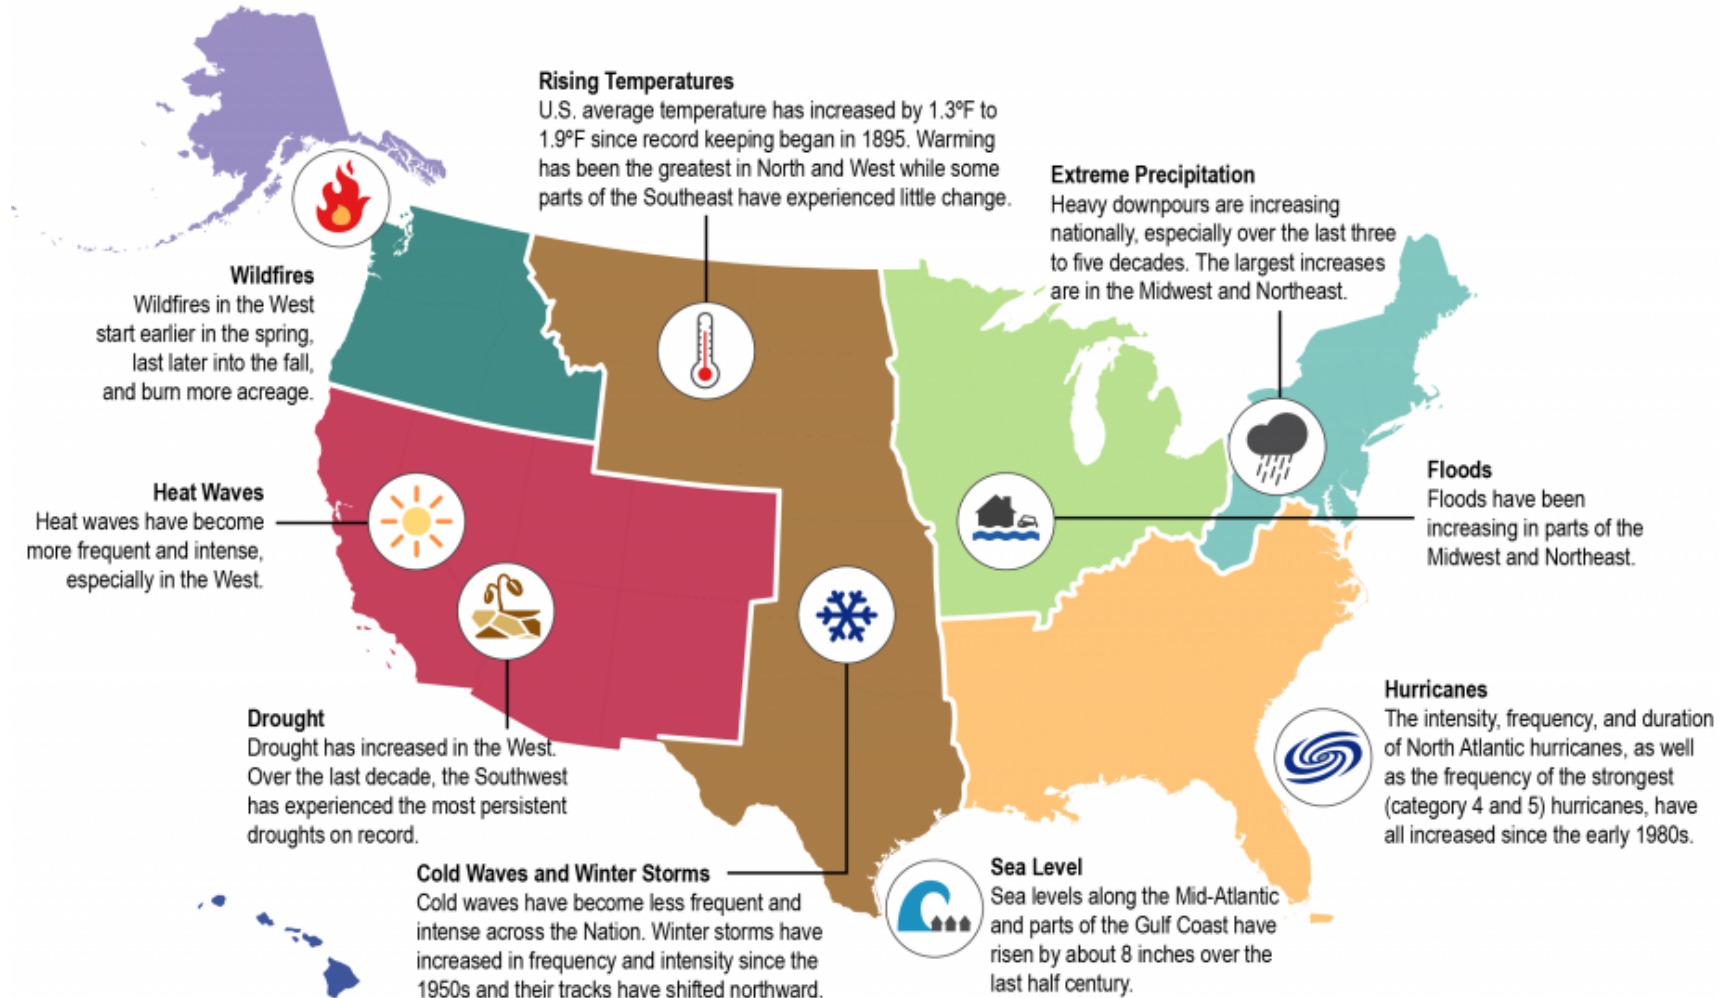 Rising Temperatures
U.S. average temperature has increased by 1.3ºF to
1.9ºF since record keeping began in 1895. Warming
has been the greatest in North and West while some
parts of the Southeast have experienced little change.
Extreme Precipitation
Heavy downpours are increasing
nationally, especially over the last three
to five decades. The largest increases
are in the Midwest and Northeast.
Wildfires
Wildfires in the West
start earlier in the spring,
last later into the fall,
and burn more acreage.
Heat Waves
Heat waves have become
more frequent and intense,
especially in the West.
Floods
Floods have been
increasing in parts of the
Midwest and Northeast.
Drought
Drought has increased in the West.
Over the last decade, the Southwest
has experienced the most persistent
droughts on record.
Hurricanes
The intensity, frequency, and duration
of North Atlantic hurricanes, as well
as the frequency of the strongest
(category 4 and 5) hurricanes, have
all increased since the early 1980s.
Cold Waves and Winter Storms
Cold waves have become less frequent and
intense across the Nation. Winter storms have
increased in frequency and intensity since the
1950s and their tracks have shifted northward.
Sea Level
Sea levels along the Mid-Atlantic
and parts of the Gulf Coast have
risen by about 8 inches over the
last half century.